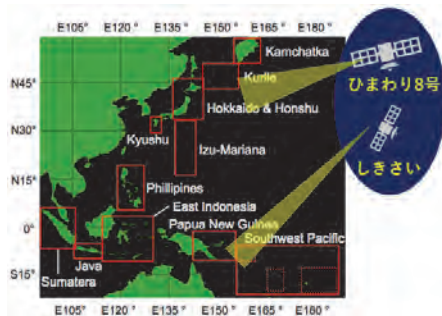 E105° E120° E135° E150° E165° E180°
Kamchatka
N45°
Kurile
ひまわり8号
Hokkaido & Honshu
N30°
Kyushu
Izu-Mariana
しきさい
N15°
Phillipines
East Indonesia
0°
Papua New Guinea
Southwest Pacific
Java
S15°
Sumatera
E105° E120° E135° E150° E165° E180°